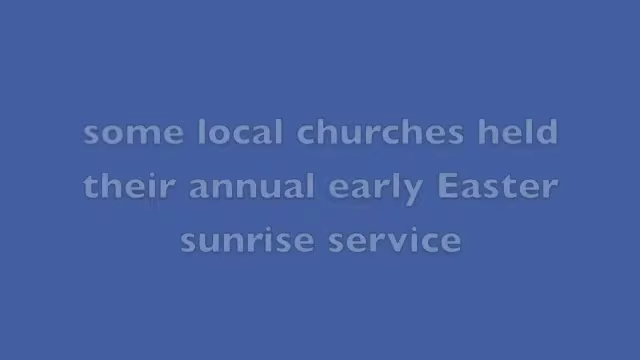 some local churches held
their annual early Easter
sunrise service